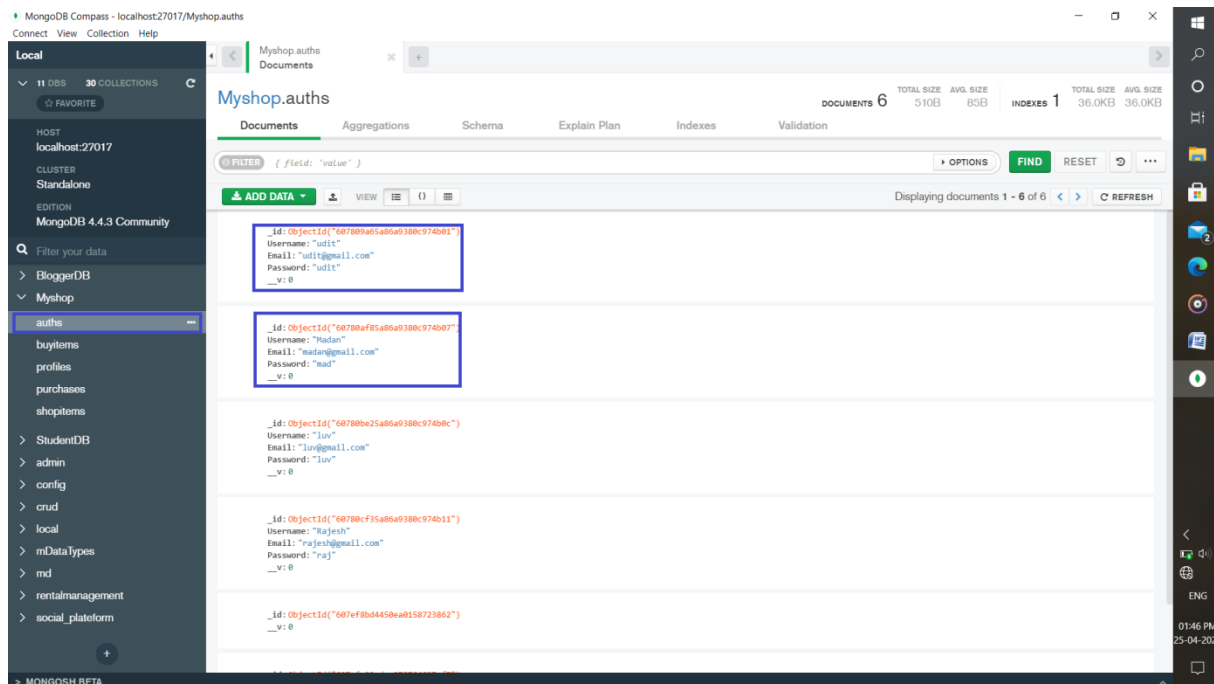 MongoDB Compass - localhost:27017/Myshop.auths
Connect View Collection Help
Local
11 DBS 30 COLLECTIONS
FAVORITE
HOST
localhost:27017
CLUSTER
Standalone
EDITION
MongoDB 4.4.3 Community
Filter your data
BloggerDB
Myshop
auths
buyitems
profiles
purchases
shopitems
StudentDB
admin
config
crud
local
mDataTypes
md
rentalmanagement
social_plateform
MONGOSH BETA
Myshop.auths
Documents
Myshop.auths
DOCUMENTS 6
TOTAL SIZE AVG. SIZE
510B 85B
INDEXES 1
TOTAL SIZE AVG. SIZE
36.0KB 36.0KB
Documents Aggregations Schema Explain Plan Indexes Validation
FILTER { field: 'value' }
OPTIONS FIND RESET
ADD DATA VIEW
Displaying documents 1 - 6 of 6
REFRESH
_id:ObjectId("607809a65a86a9380c974b01")
Username:"udit"
Email:"udit@gmail.com"
Password:"udit"
__v:0
_id:ObjectId("60780af85a86a9380c974b07")
Username:"Madan"
Email:"madan@gmail.com"
Password:"mad"
__v:0
_id:ObjectId("60780be25a86a9380c974b0c")
Username:"luv"
Email:"luv@gmail.com"
Password:"luv"
__v:0
_id:ObjectId("60780cf35a86a9380c974b11")
Username:"Rajesh"
Email:"rajesh@gmail.com"
Password:"raj"
__v:0
_id:ObjectId("607ef8bd4450ea0158723862")
__v:0
2
ENG
01:46 PM
25-04-202